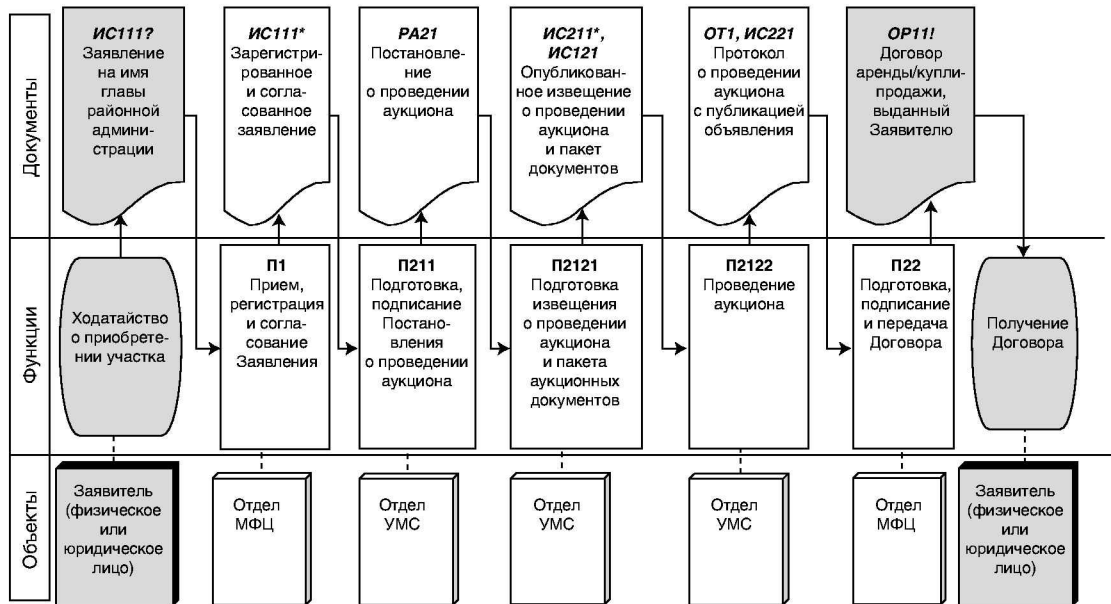 Документы
ИС111?
Заявление
на имя
главы
районной
админи-
страции
ИС111*
Зарегистри-
рованное
и согла-
сованное
заявление
РА21
Постановле-
ние
о проведении
аукциона
ИС211*,
ИС121
Опубликован-
ное извещение
о проведении
аукциона
и пакет
документов
ОТ1, ИС221
Протокол
о проведении
аукциона
с публикацией
объявления
ОР11!
Договор
аренды/купли-
продажи,
выданный
Заявителю
Функции
Ходатайство
о приобрете-
нии участка
П1
Прием,
регистрация
и согла-
сование
Заявления
П211
Подготовка,
подписание
Постано-
вления
о проведении
аукциона
П2121
Подготовка
извещения
о проведении
аукциона
и пакета
аукционных
документов
П2122
Проведение
аукциона
П22
Подготовка,
подписание
и передача
Договора
Получение
Договора
Объекты
Заявитель
(физическое
или
юридическое
лицо)
Отдел
МФЦ
Отдел
УМС
Отдел
УМС
Отдел
УМС
Отдел
МФЦ
Заявитель
(физическое
или
юридическое
лицо)